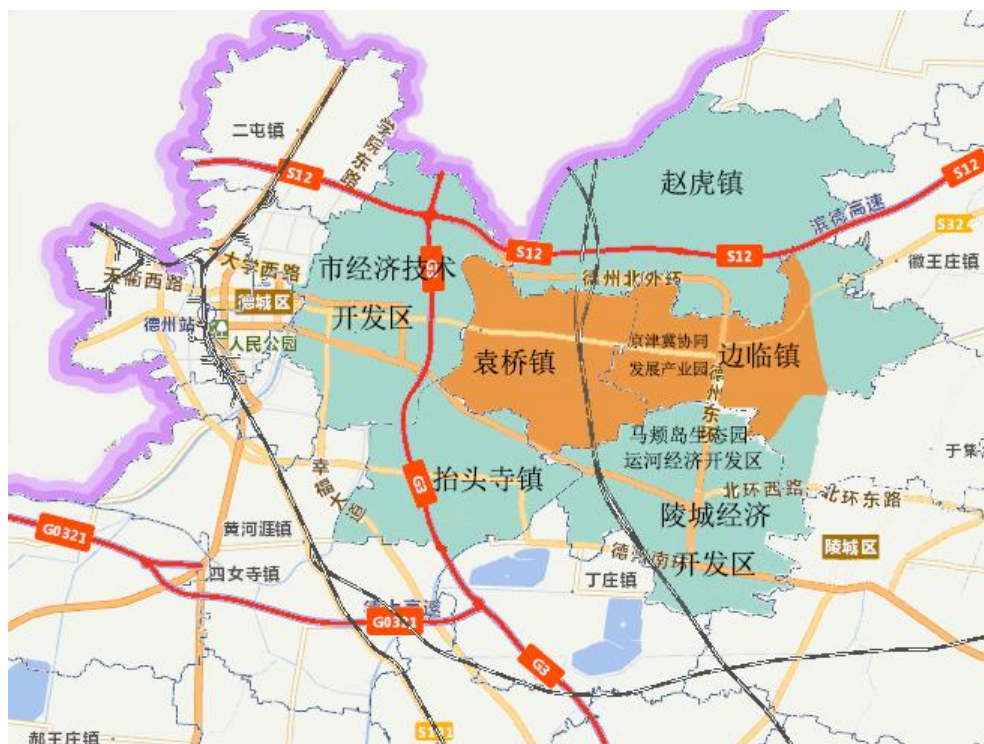 二屯镇
学院东路
S12
赵虎镇
S12
滨德高速
S32
徽王庄镇
大学西路
市经济技术
开发区
S12
S12
德州北外环
天衢西路
德城区
德州站
人民公园
袁桥镇
京津冀协同
发展产业园
边临镇
德州东环
马颊岛生态园
运河经济开发区
幸福大道
抬头寺镇
G3
北环西路
北环东路
陵城经济
开发区
陵城区
G0321
黄河涯镇
四女寺镇
丁庄镇
G0321
G3
郝王庄镇